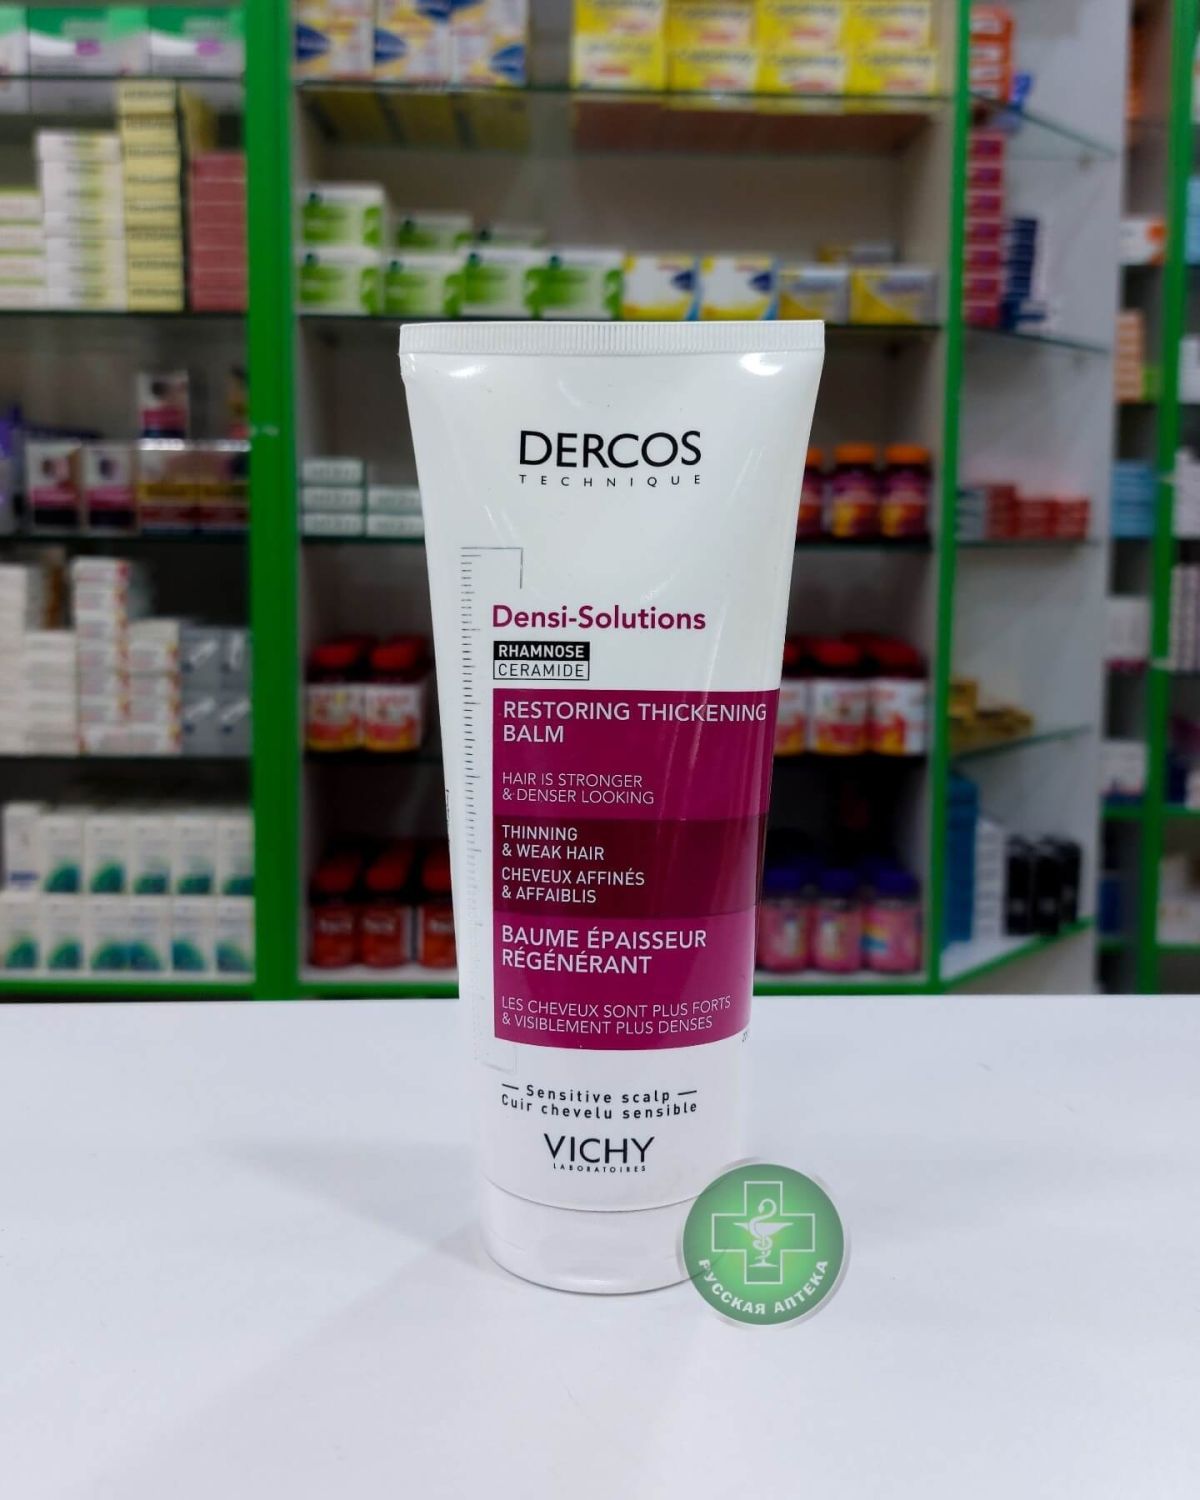 DERCOS
TECHNIQUE
Densi-Solutions
RHAMNOSE
CERAMIDE
RESTORING THICKENING
BALM
HAIR IS STRONGER
& DENSER LOOKING
THINNING
& WEAK HAIR
CHEVEUX AFFINÉS
& AFFAIBLIS
BAUME ÉPAISSEUR
RÉGÉNÉRANT
LES CHEVEUX SONT PLUS FORTS
& VISIBLEMENT PLUS DENSES
Sensitive scalp
Cuir chevelu sensible
VICHY
LABORATOIRES
РУССКАЯ АПТЕКА